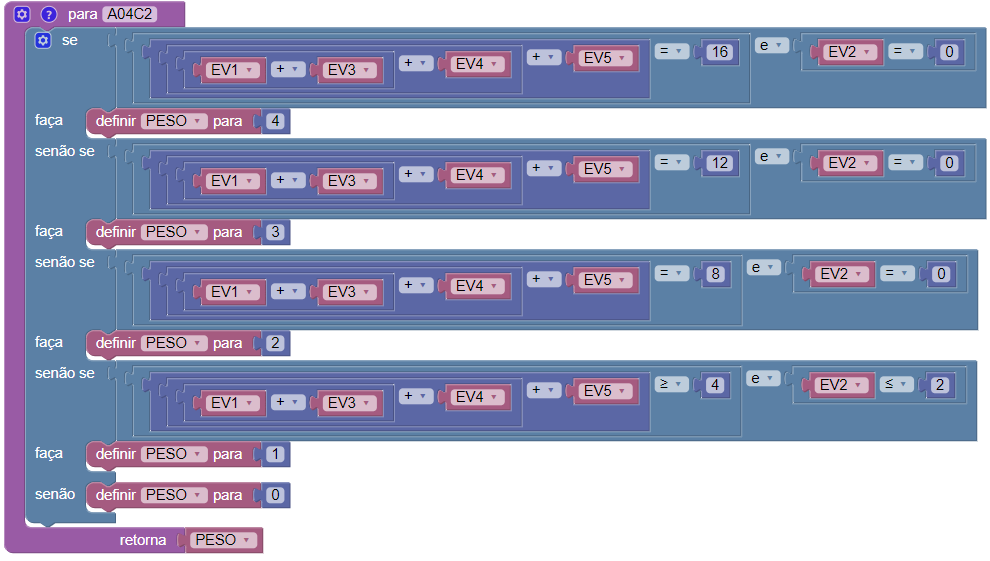 ? para A04C2
se EV1 + EV3 + EV4 + EV5 = 16 e EV2 = 0
faça definir PESO para 4
senão se EV1 + EV3 + EV4 + EV5 = 12 e EV2 = 0
faça definir PESO para 3
senão se EV1 + EV3 + EV4 + EV5 = 8 e EV2 = 0
faça definir PESO para 2
senão se EV1 + EV3 + EV4 + EV5 ≥ 4 e EV2 ≤ 2
faça definir PESO para 1
senão definir PESO para 0
retorna PESO